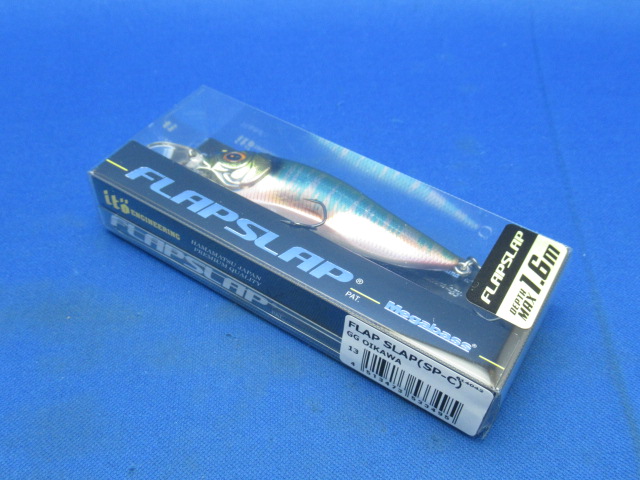 it's
ENGINEERING
FLAPSLAP®
PAT.
Megabass®
HAMAMATSU JAPAN
PREMIUM QUALITY
FLAPSLAP
FLAPSLAP
DEPTH
MAX 1.6m
FLAP SLAP(SP-C)
GG OIKAWA
13